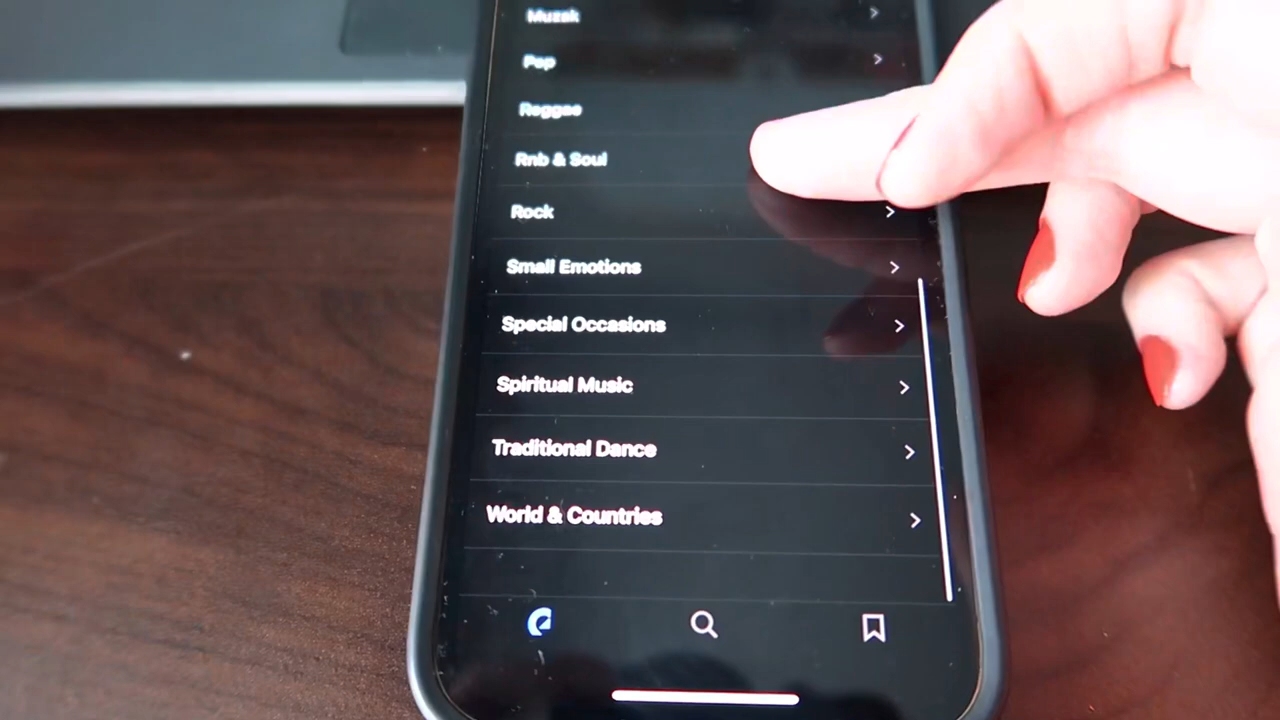 Muzak
Pop
Reggae
Rnb & Soul
Rock
Small Emotions
Special Occasions
Spiritual Music
Traditional Dance
World & Countries